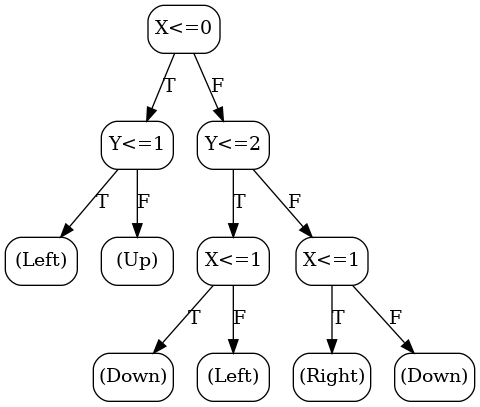 X<=0
T F
Y<=1 Y<=2
T F T F
(Left) (Up) X<=1 X<=1
T F T F
(Down) (Left) (Right) (Down)